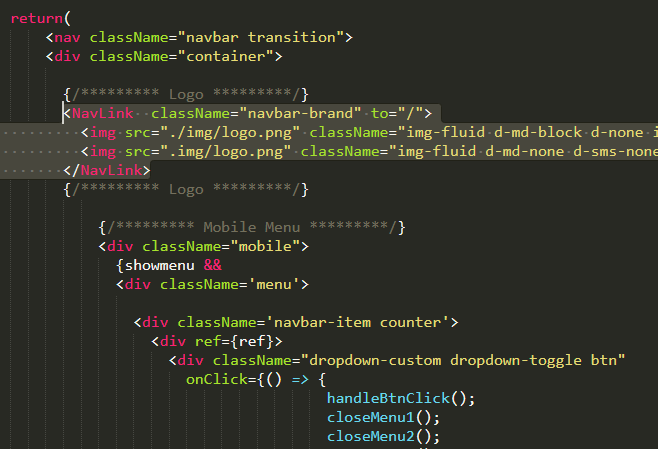 return(
<nav className="navbar transition">
<div className="container">
{/********* Logo *********/}
<NavLink className="navbar-brand" to="/">
<img src="./img/logo.png" className="img-fluid d-md-block d-none i
<img src=".img/logo.png" className="img-fluid d-md-none d-sms-none
</NavLink>
{/********* Logo *********/}
{/********* Mobile Menu *********/}
<div className="mobile">
{showmenu &&
<div className='menu'>
<div className='navbar-item counter'>
<div ref={ref}>
<div className="dropdown-custom dropdown-toggle btn"
onClick={() => {
handleBtnClick();
closeMenu1();
closeMenu2();